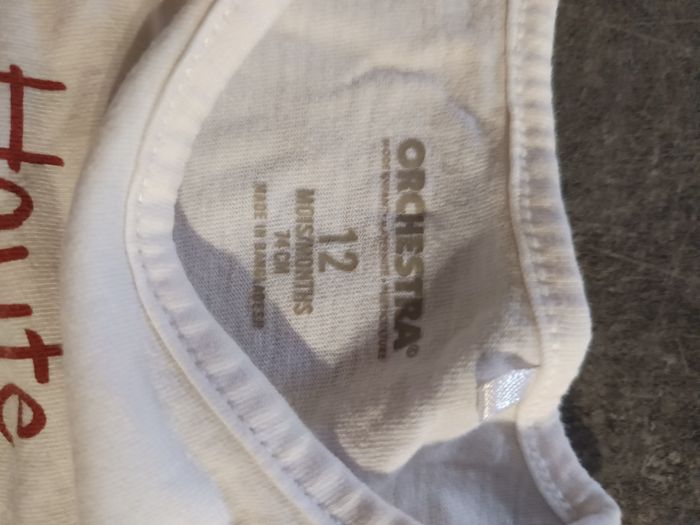 ORCHESTRA
12
MOIS/MONTHS
74 CM
MADE IN BANGLADESH
Haute